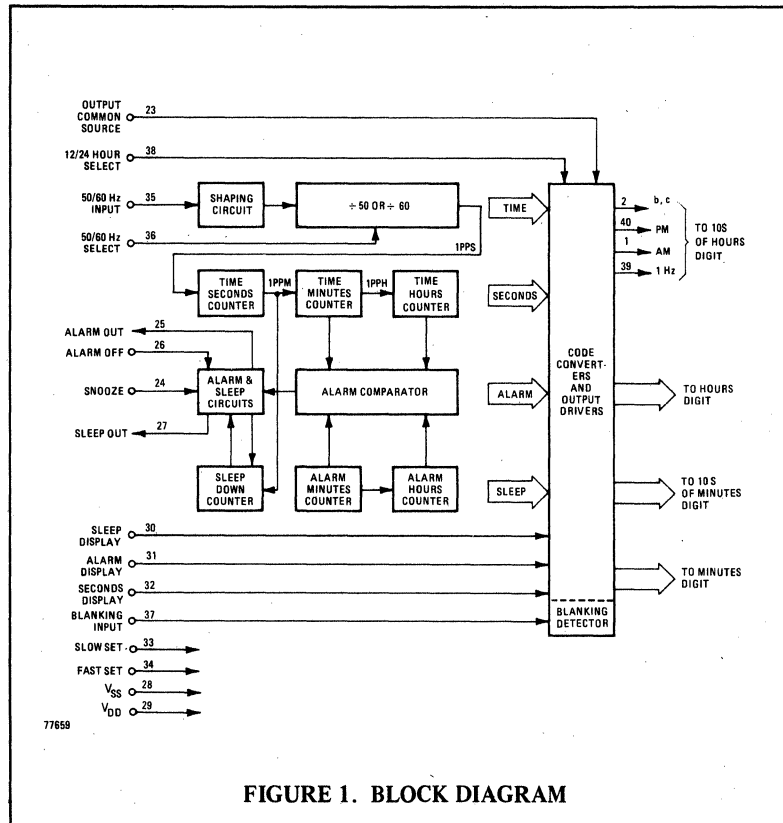 OUTPUT
COMMON
SOURCE
23
12/24 HOUR
SELECT
38
50/60 Hz
INPUT
35
SHAPING
CIRCUIT
÷ 50 OR ÷ 60
50/60 Hz
SELECT
36
1PPS
TIME
SECONDS
COUNTER
1PPM
TIME
MINUTES
COUNTER
1PPH
TIME
HOURS
COUNTER
ALARM OUT
25
ALARM OFF
26
SNOOZE
24
SLEEP OUT
27
ALARM &
SLEEP
CIRCUITS
ALARM COMPARATOR
SLEEP
DOWN
COUNTER
ALARM
MINUTES
COUNTER
ALARM
HOURS
COUNTER
TIME
SECONDS
ALARM
SLEEP
CODE
CONVERT-
ERS
AND
OUTPUT
DRIVERS
BLANKING
DETECTOR
2
b, c
40
PM
1
AM
39
1 Hz
TO 10S
OF HOURS
DIGIT
TO HOURS
DIGIT
TO 10S
OF MINUTES
DIGIT
TO MINUTES
DIGIT
SLEEP
DISPLAY
30
ALARM
DISPLAY
31
SECONDS
DISPLAY
32
BLANKING
INPUT
37
SLOW SET
33
FAST SET
34
VSS
28
VDD
29
77659
FIGURE 1. BLOCK DIAGRAM